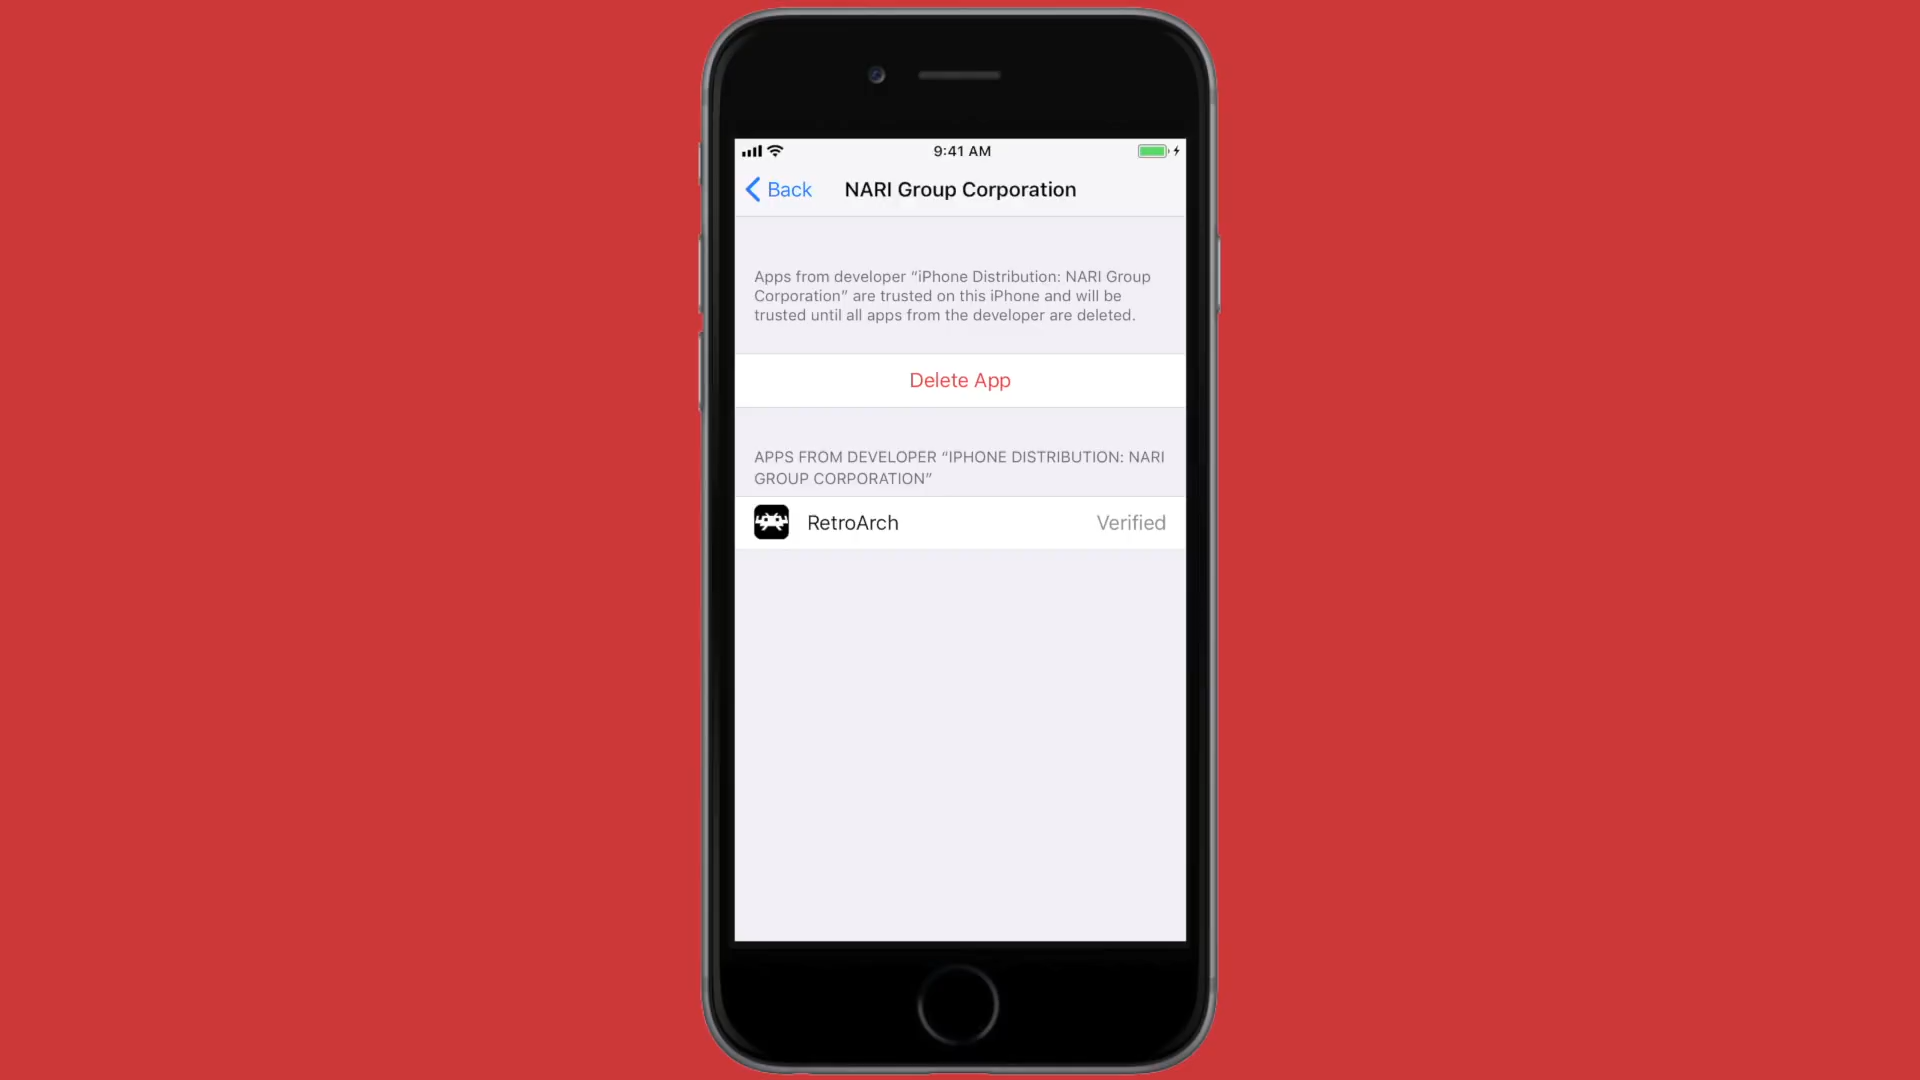 9:41 AM
Back
NARI Group Corporation
Apps from developer “iPhone Distribution: NARI Group
Corporation” are trusted on this iPhone and will be
trusted until all apps from the developer are deleted.
Delete App
APPS FROM DEVELOPER “IPHONE DISTRIBUTION: NARI
GROUP CORPORATION”
RetroArch
Verified